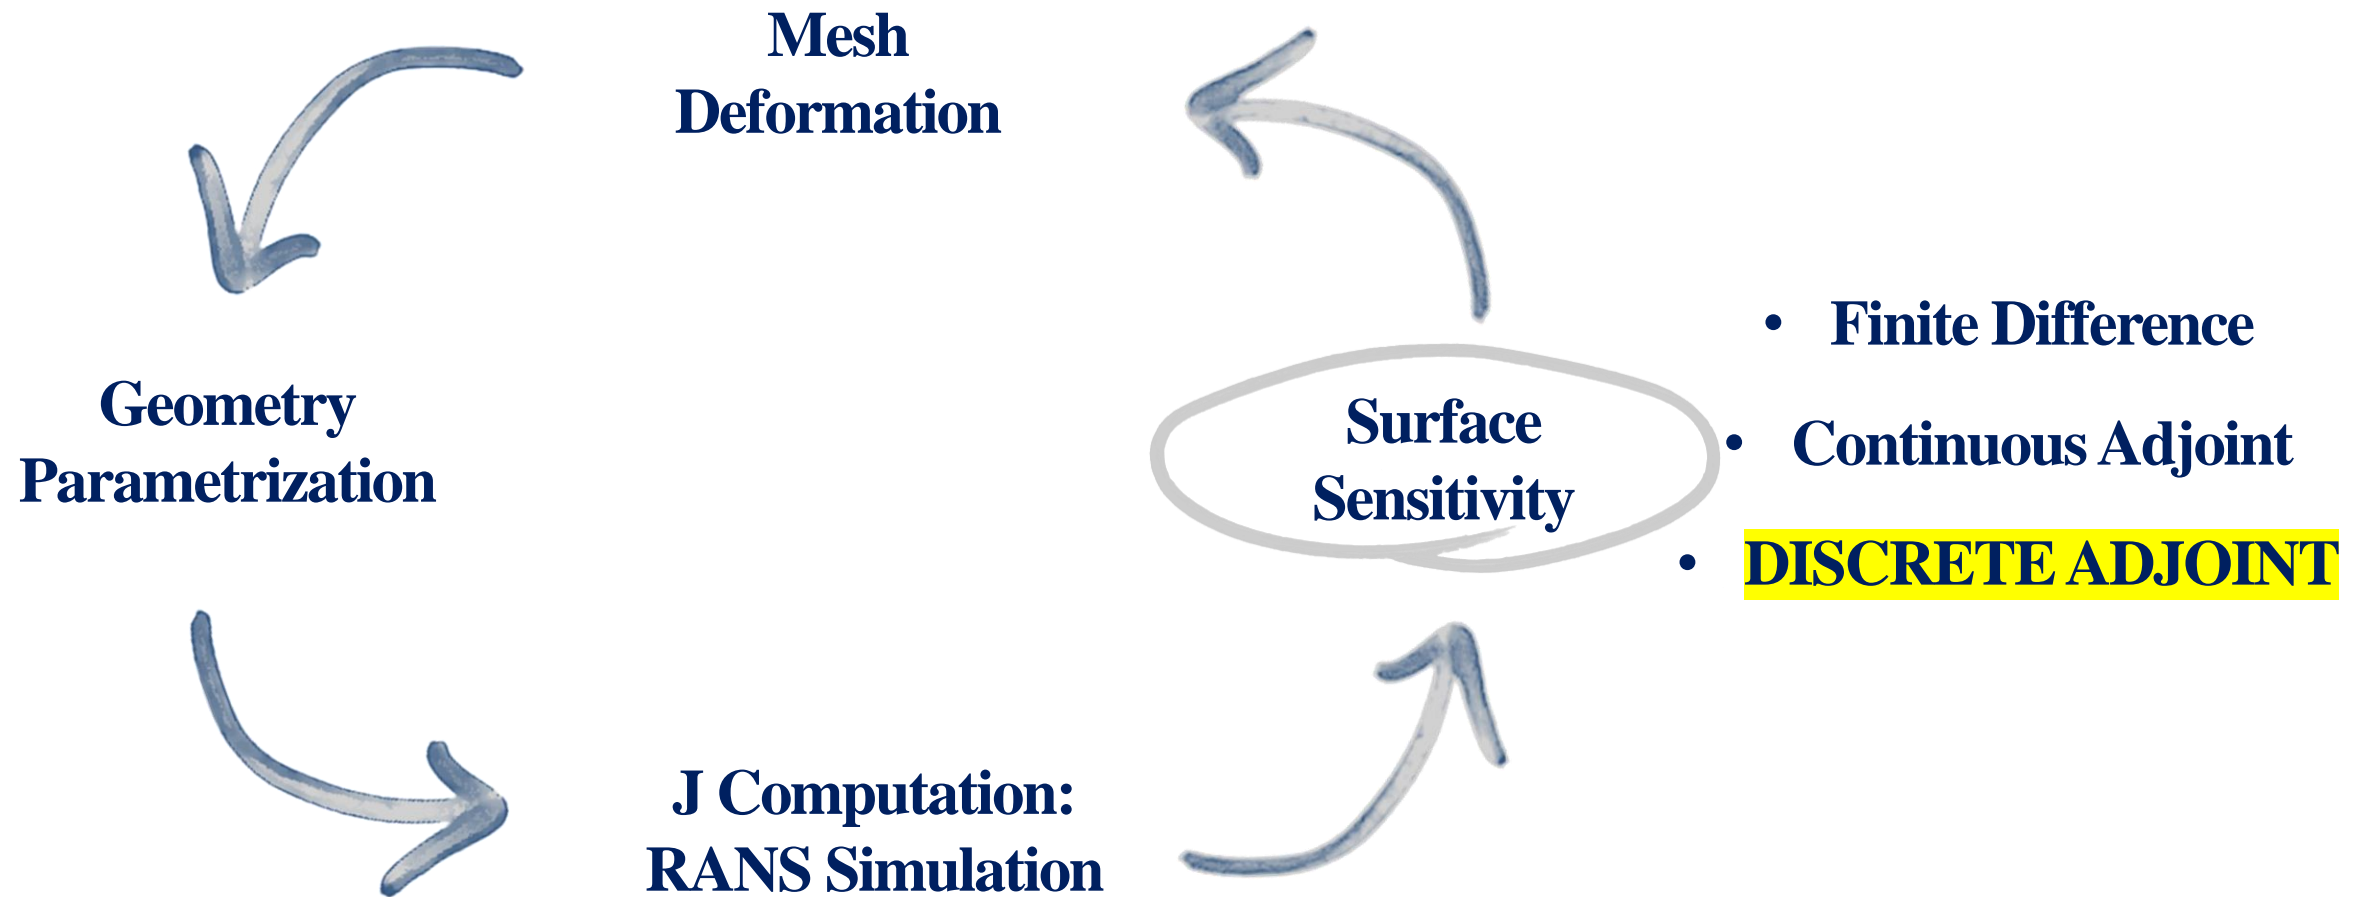 Mesh
Deformation
Geometry
Parametrization
Surface
Sensitivity
• Finite Difference
• Continuous Adjoint
• DISCRETE ADJOINT
J Computation:
RANS Simulation